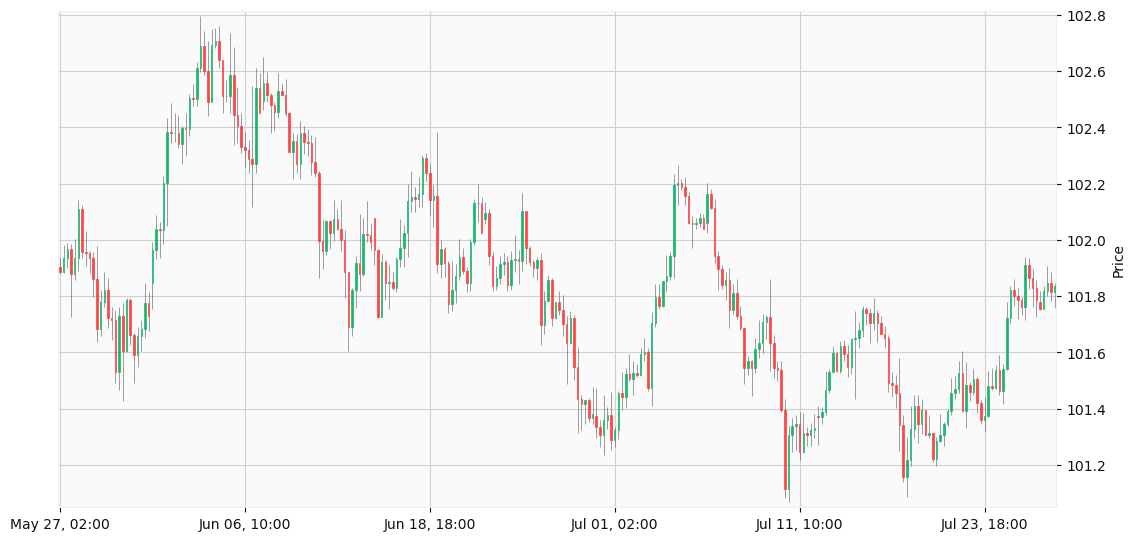 102.8
102.6
102.4
102.2
102.0
101.8
101.6
101.4
101.2
Price
May 27, 02:00
Jun 06, 10:00
Jun 18, 18:00
Jul 01, 02:00
Jul 11, 10:00
Jul 23, 18:00